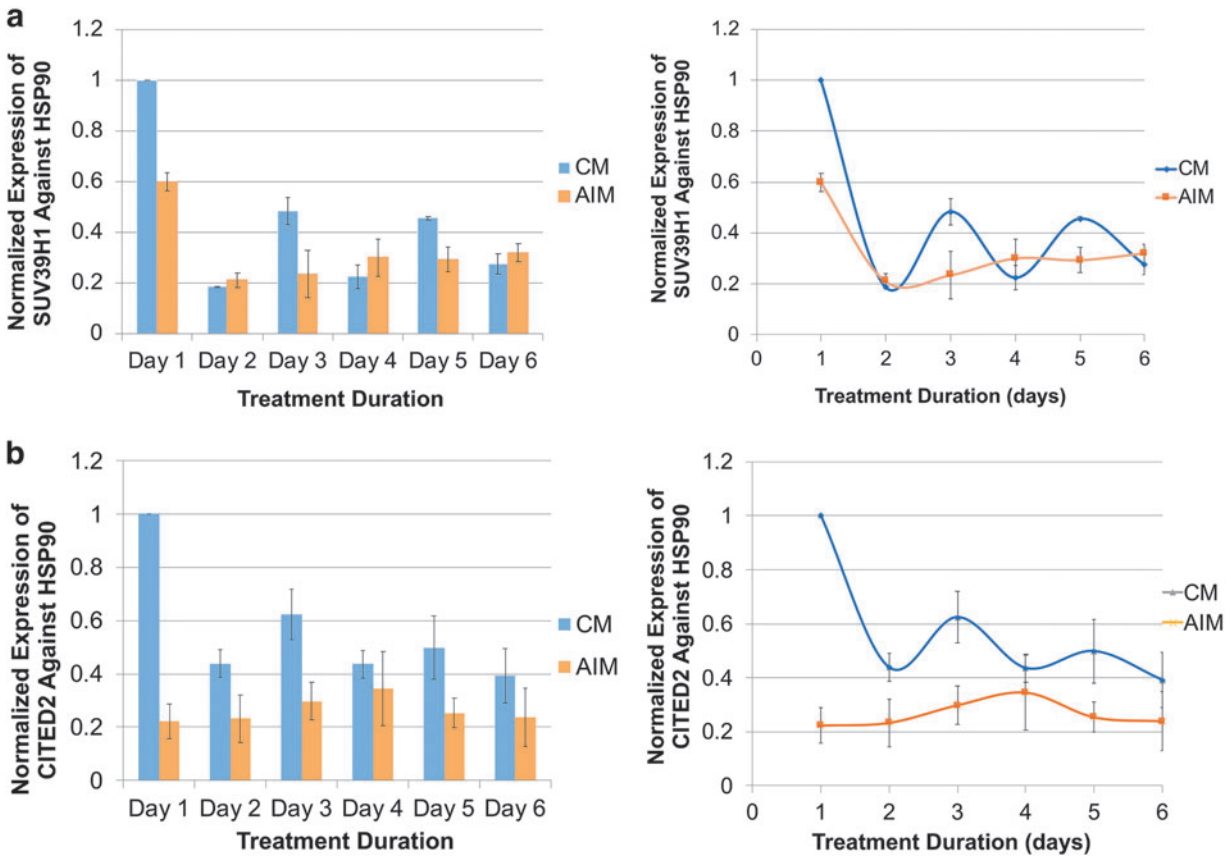 a
Normalized Expression of
SUV39H1 Against HSP90
1.2
1
0.8
0.6
0.4
0.2
0
Day 1 Day 2 Day 3 Day 4 Day 5 Day 6
Treatment Duration
CM
AIM
Normalized Expression of
SUV39H1 Against HSP90
1.2
1
0.8
0.6
0.4
0.2
0
0 1 2 3 4 5 6
Treatment Duration (days)
CM
AIM
b
Normalized Expression of
CITED2 Against HSP90
1.2
1
0.8
0.6
0.4
0.2
0
Day 1 Day 2 Day 3 Day 4 Day 5 Day 6
Treatment Duration
CM
AIM
Normalized Expression of
CITED2 Against HSP90
1.2
1
0.8
0.6
0.4
0.2
0
0 1 2 3 4 5 6
Treatment Duration (days)
CM
AIM